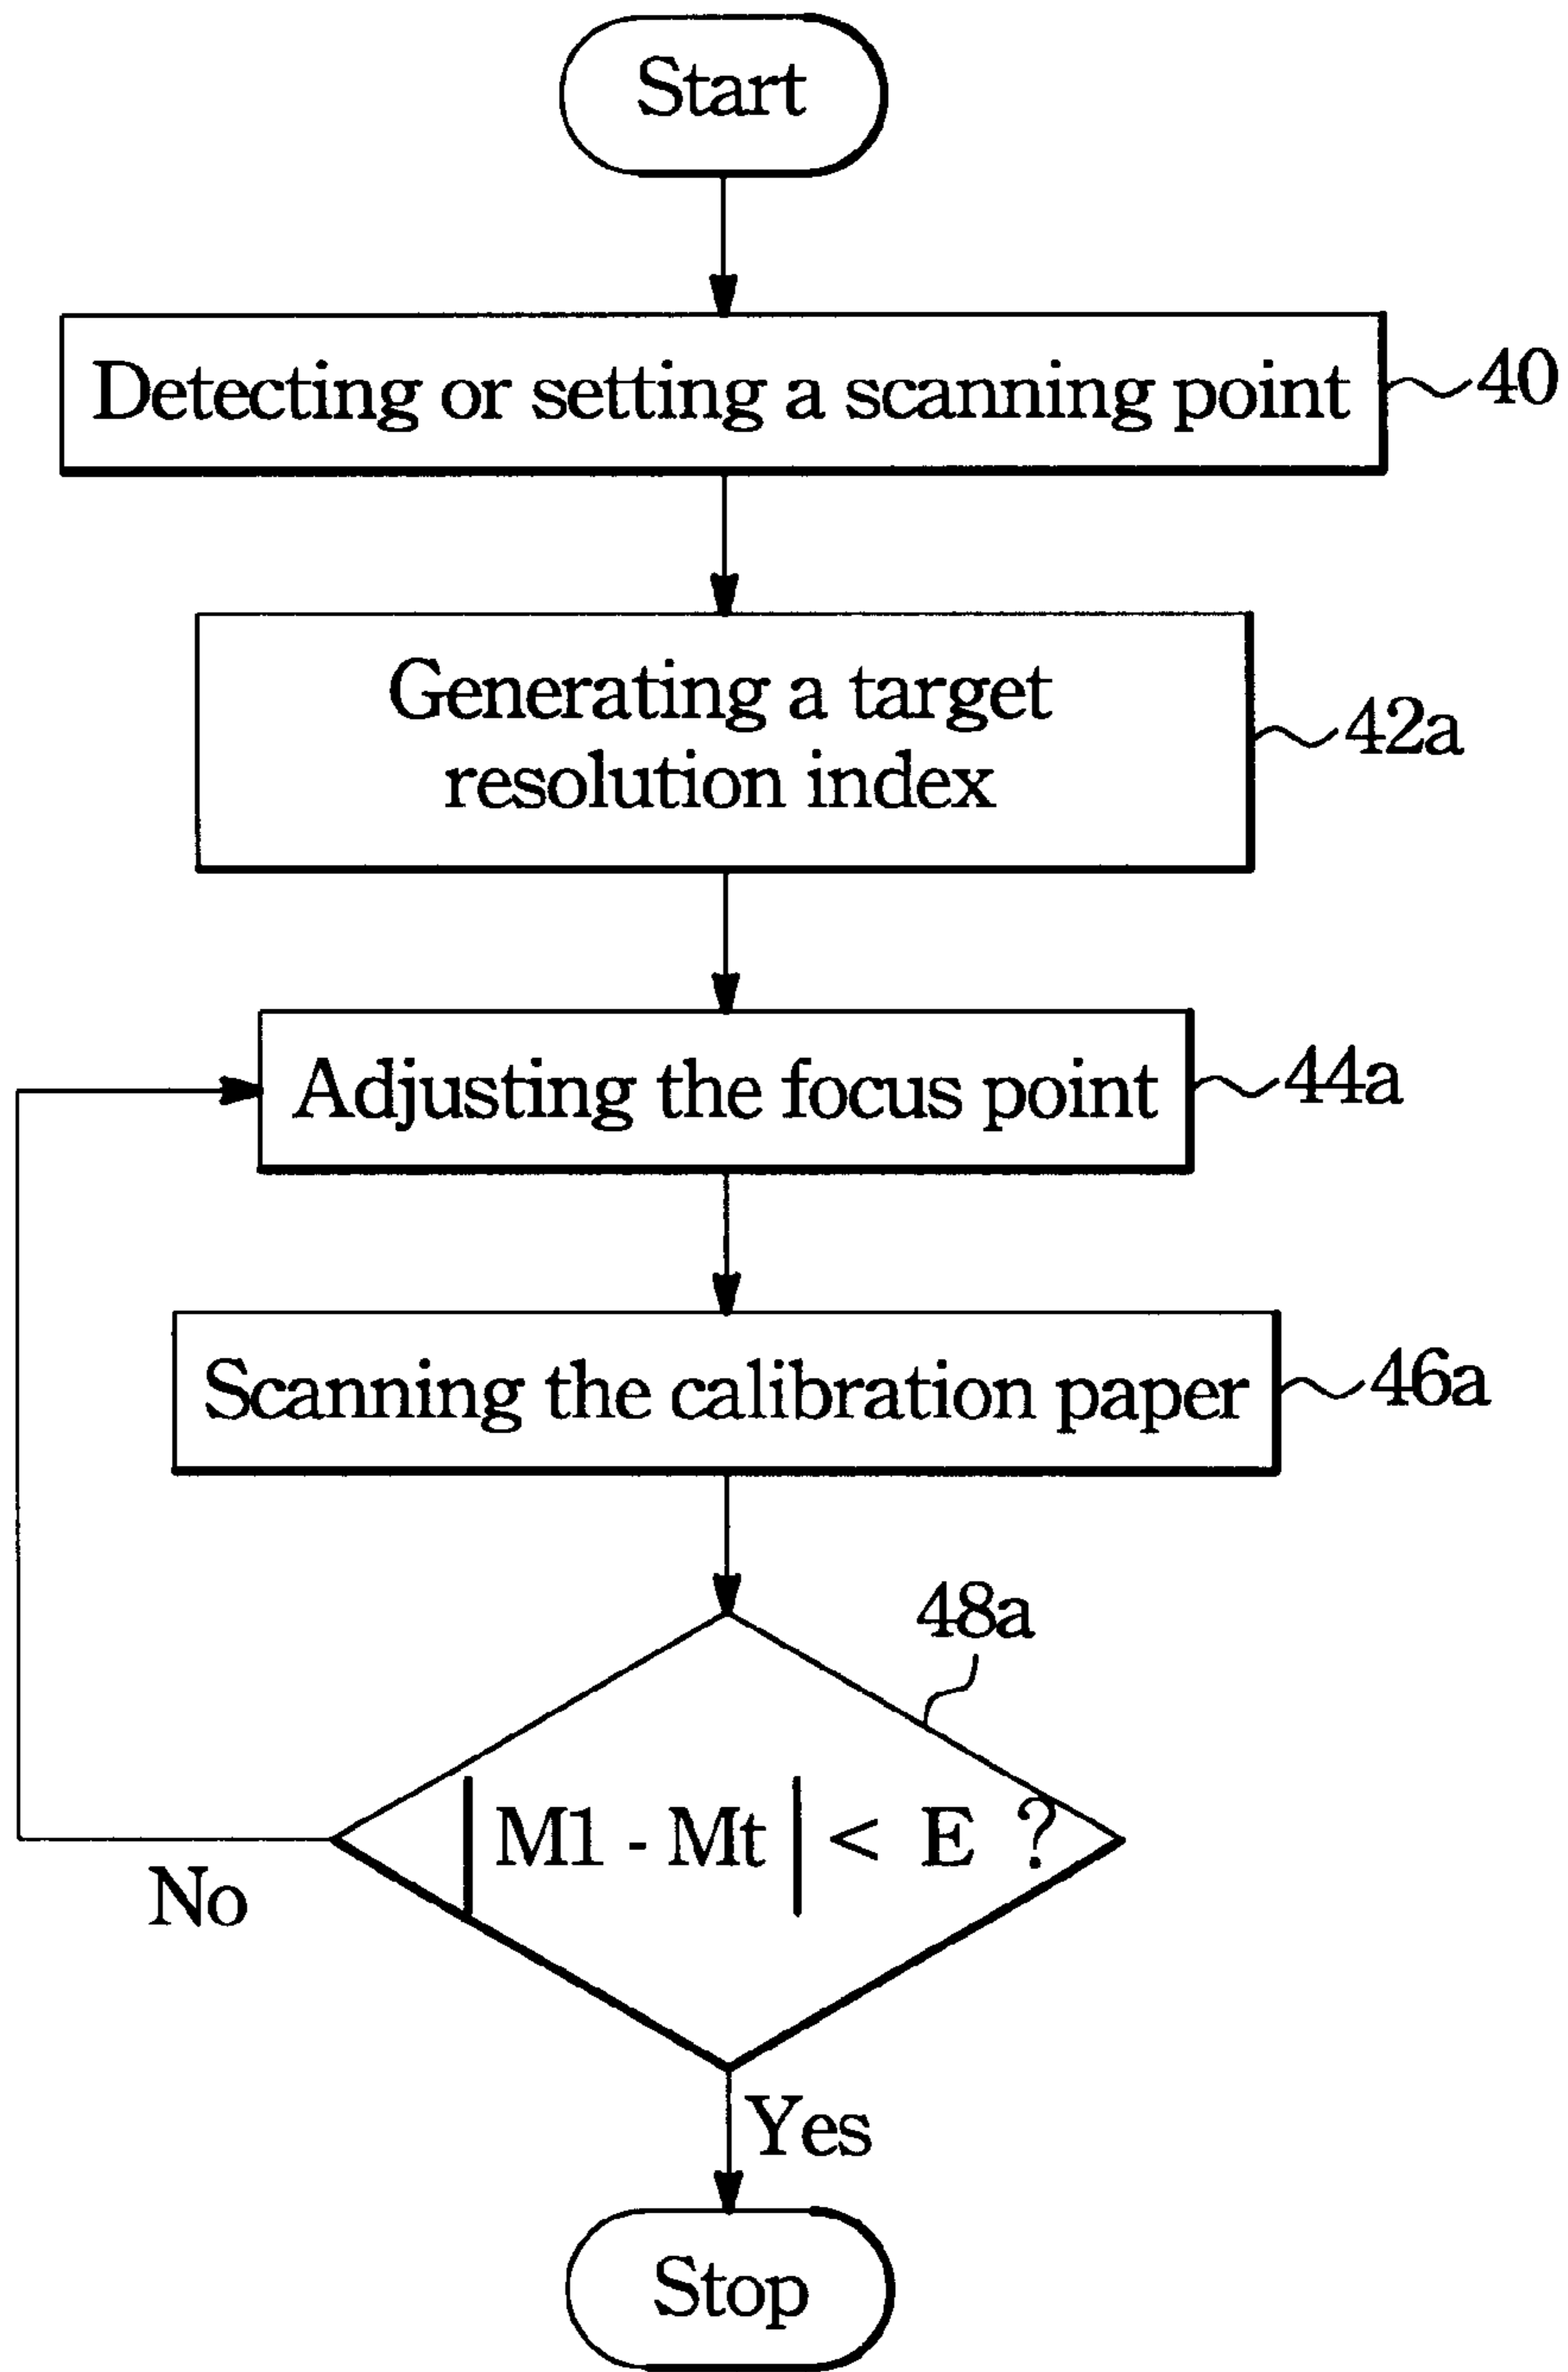 Start
Detecting or setting a scanning point
40
Generating a target
resolution index
42a
Adjusting the focus point
44a
Scanning the calibration paper
46a
48a
| M1 - Mt | < E ?
No
Yes
Stop